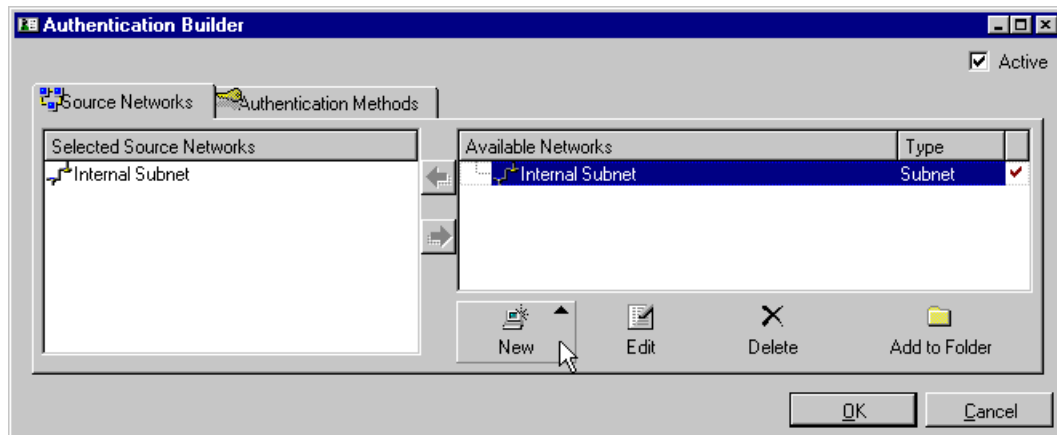 Authentication Builder
Active
Source Networks Authentication Methods
Selected Source Networks Available Networks Type
Internal Subnet Internal Subnet Subnet
New Edit Delete Add to Folder
OK Cancel